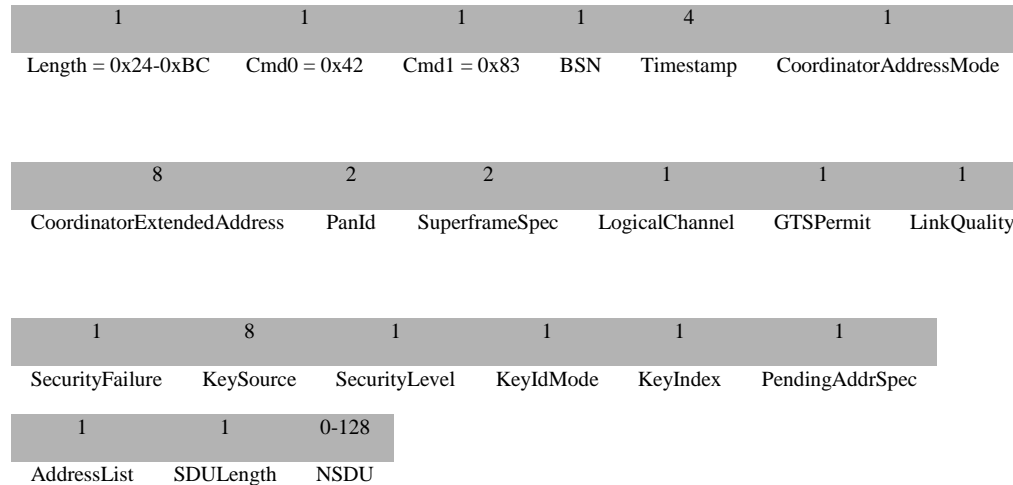 1 1 1 1 4 1
Length = 0x24-0xBC Cmd0 = 0x42 Cmd1 = 0x83 BSN Timestamp CoordinatorAddressMode
8 2 2 1 1 1
CoordinatorExtendedAddress PanId SuperframeSpec LogicalChannel GTSPermit LinkQuality
1 8 1 1 1 1
SecurityFailure KeySource SecurityLevel KeyIdMode KeyIndex PendingAddrSpec
1 1 0-128
AddressList SDULength NSDU